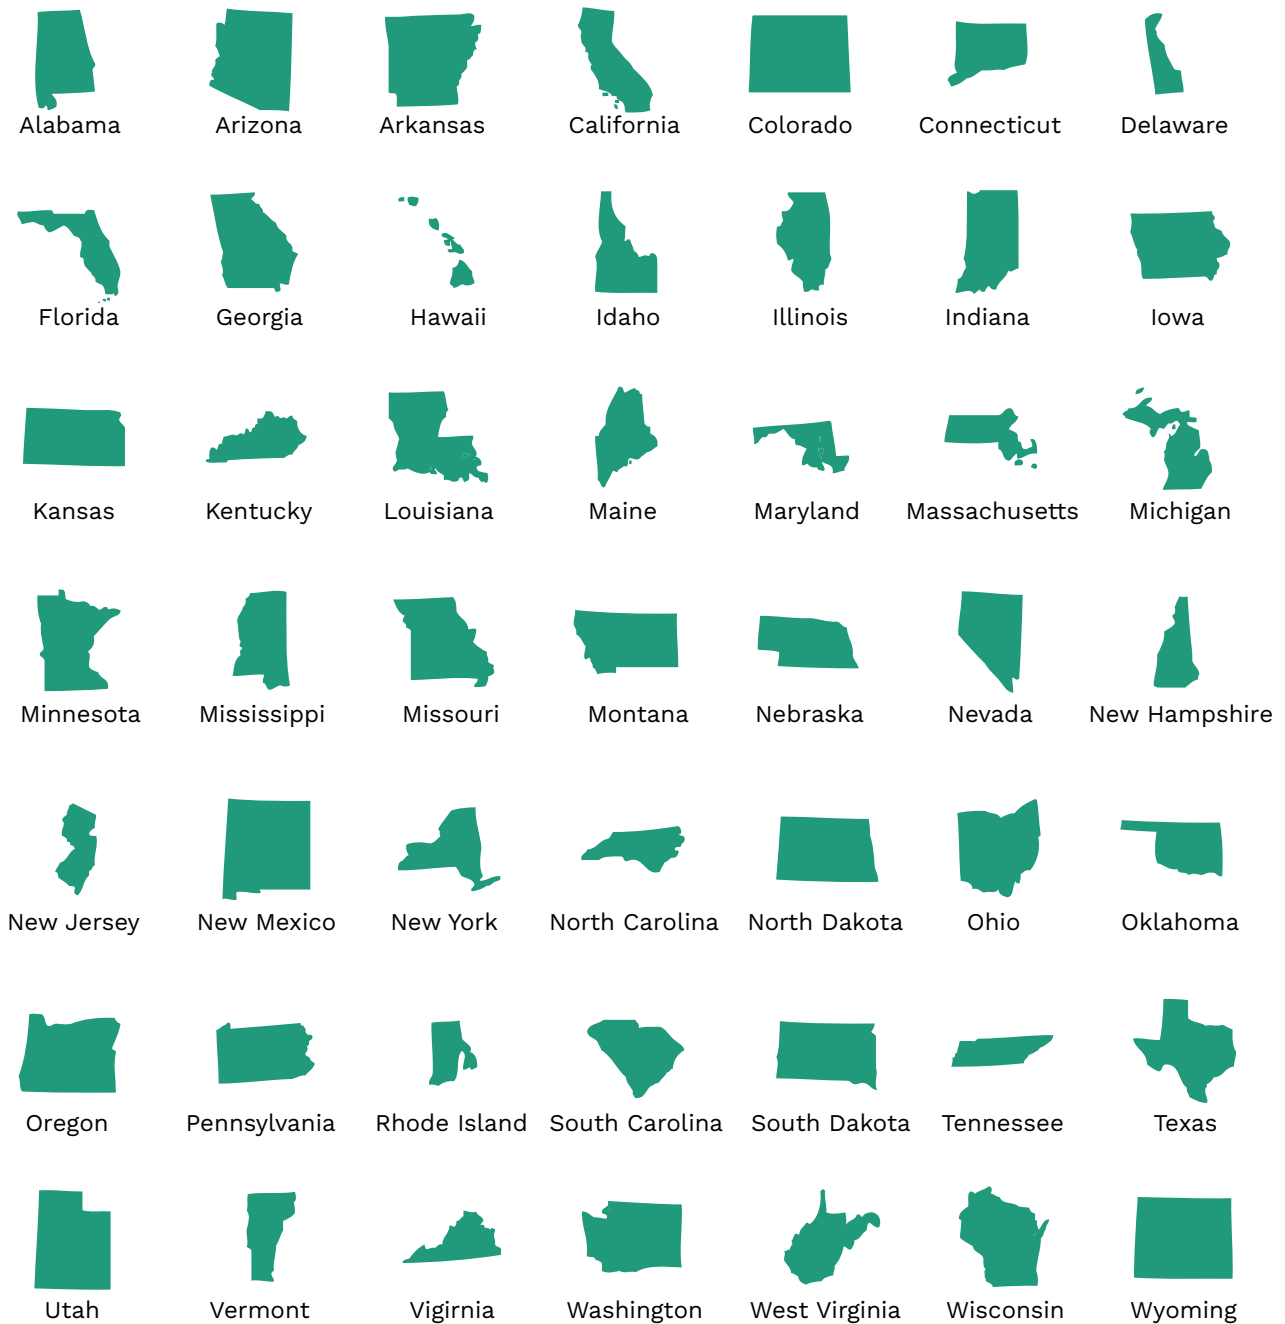 Alabama
Arizona
Arkansas
California
Colorado
Connecticut
Delaware
Florida
Georgia
Hawaii
Idaho
Illinois
Indiana
Iowa
Kansas
Kentucky
Louisiana
Maine
Maryland
Massachusetts
Michigan
Minnesota
Mississippi
Missouri
Montana
Nebraska
Nevada
New Hampshire
New Jersey
New Mexico
New York
North Carolina
North Dakota
Ohio
Oklahoma
Oregon
Pennsylvania
Rhode Island
South Carolina
South Dakota
Tennessee
Texas
Utah
Vermont
Vigirnia
Washington
West Virginia
Wisconsin
Wyoming